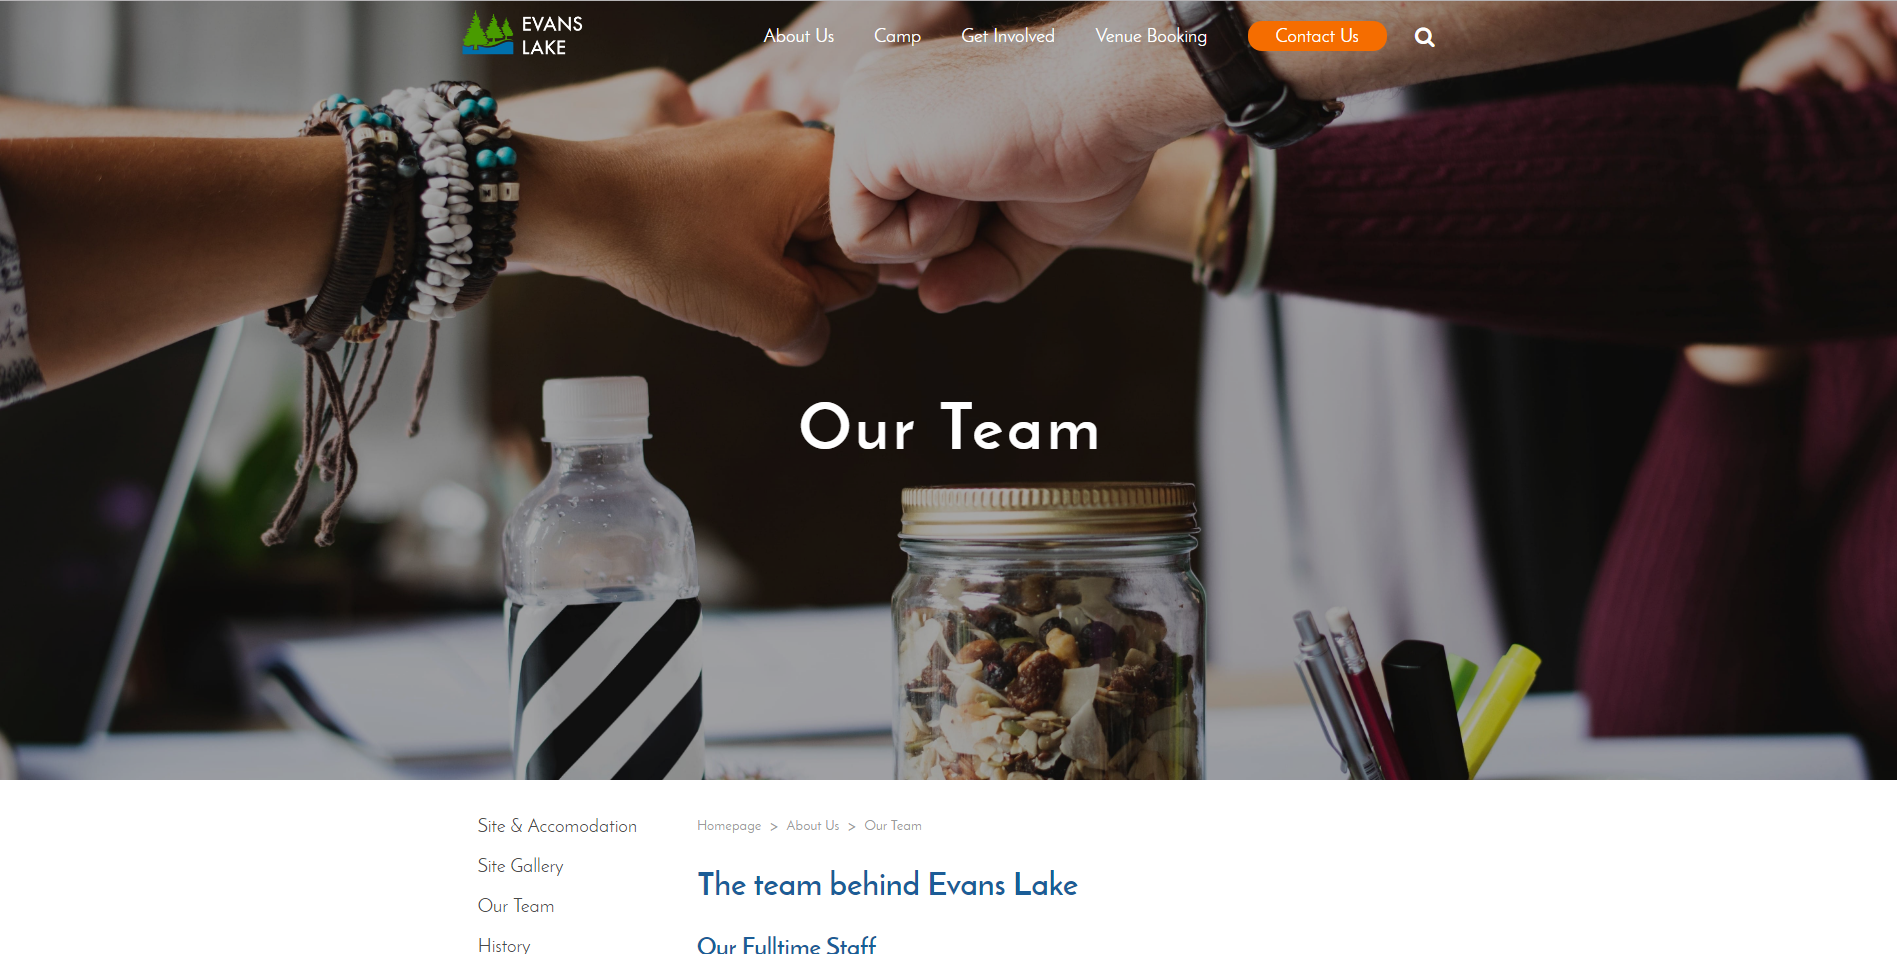 EVANS
LAKE
About Us Camp Get Involved Venue Booking Contact Us
Our Team
Site & Accomodation
Site Gallery
Our Team
History
Homepage > About Us > Our Team
The team behind Evans Lake
Our Fulltime Staff